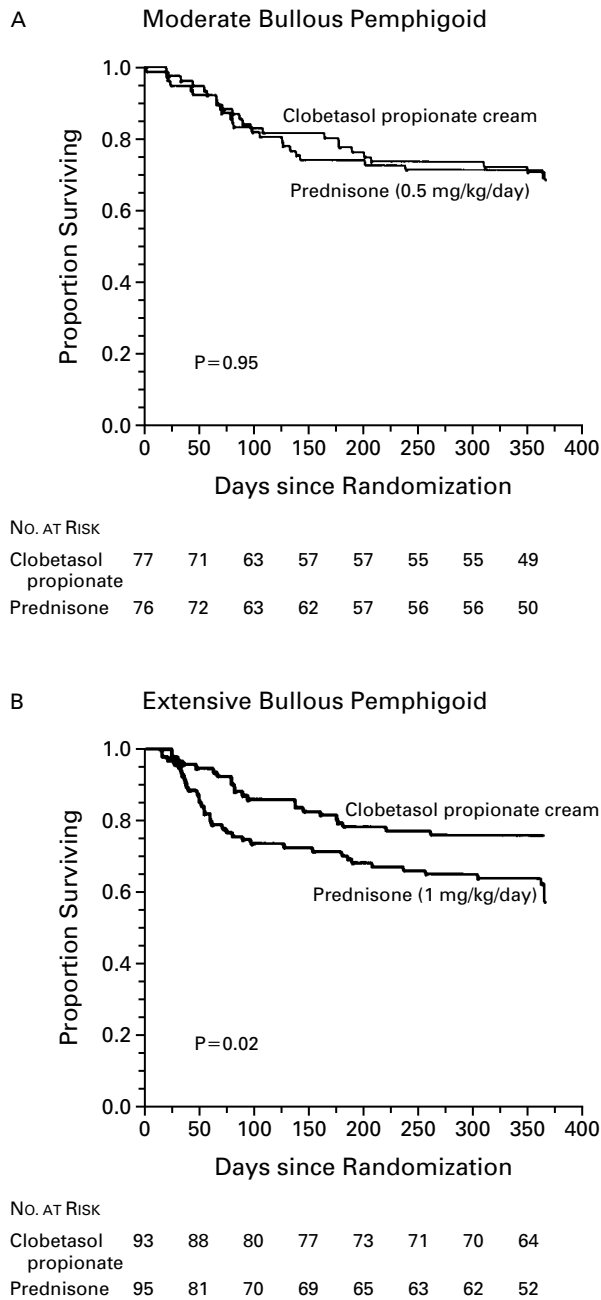 A Moderate Bullous Pemphigoid
1.0
0.8
0.6
0.4
0.2
0.0
Proportion Surviving
Clobetasol propionate cream
Prednisone (0.5 mg/kg/day)
P=0.95
0 50 100 150 200 250 300 350 400
Days since Randomization
NO. AT RISK
Clobetasol propionate 77 71 63 57 57 55 55 49
Prednisone 76 72 63 62 57 56 56 50
B Extensive Bullous Pemphigoid
1.0
0.8
0.6
0.4
0.2
0.0
Proportion Surviving
Clobetasol propionate cream
Prednisone (1 mg/kg/day)
P=0.02
0 50 100 150 200 250 300 350 400
Days since Randomization
NO. AT RISK
Clobetasol propionate 93 88 80 77 73 71 70 64
Prednisone 95 81 70 69 65 63 62 52